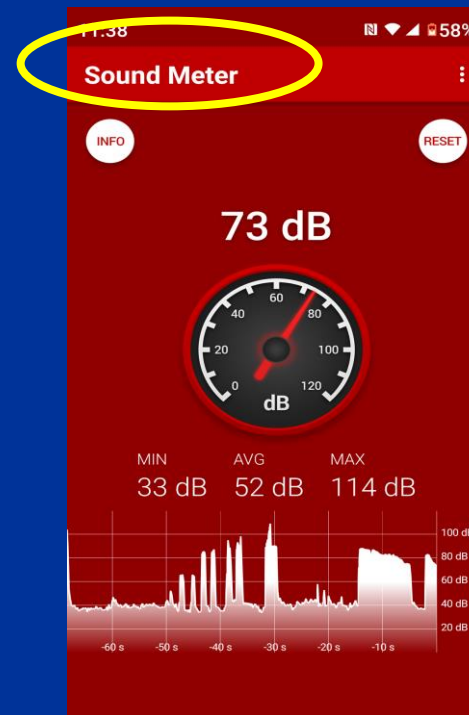 11.38 58%
Sound Meter
INFO RESET
73 dB
0 20 40 60 80 100 120
dB
MIN AVG MAX
33 dB 52 dB 114 dB
100 dB
80 dB
60 dB
40 dB
20 dB
-60 s -50 s -40 s -30 s -20 s -10 s